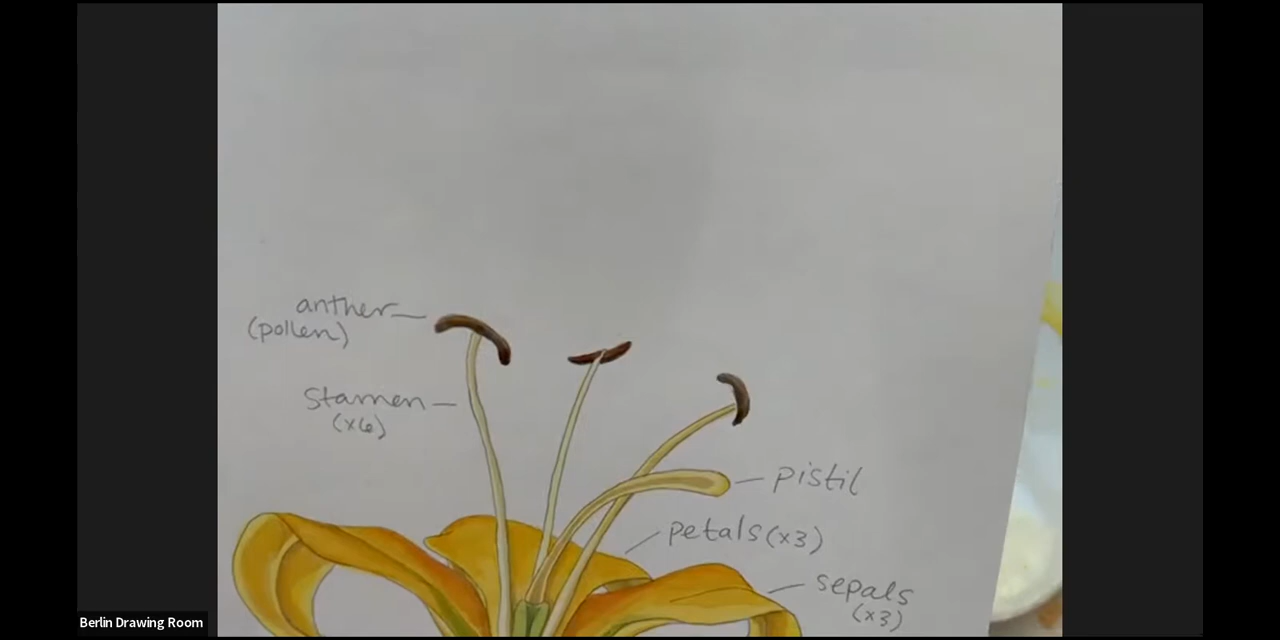 anther
(pollen)
stamen
(x6)
pistil
petals (x3)
sepals
(x3)
Berlin Drawing Room